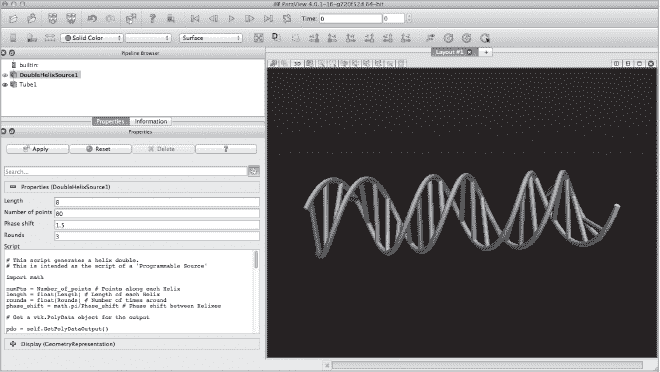 ParaView 4.0.1-16-g220f52d 64-bit
Time: 0 0
Solid Color Surface
Pipeline Browser
Layout #1
builtin:
DoubleHelixSource1
Tube1
Properties Information
Properties
Apply Reset Delete ?
Search...
Properties (DoubleHelixSource1)
Length 8
Number of points 80
Phase shift 1.5
Rounds 3
Script
# This script generates a helix double.
# This is intended as the script of a 'Programmable Source'
import math
numPts = Number_of_points # Points along each Helix
length = float(Length) # Length of each Helix
rounds = float(Rounds) # Number of times around
phase_shift = math.pi/Phase_shift # Phase shift between Helixes
# Get a vtk.PolyData object for the output
pdo = self.GetPolyDataOutput()
Display (GeometryRepresentation)